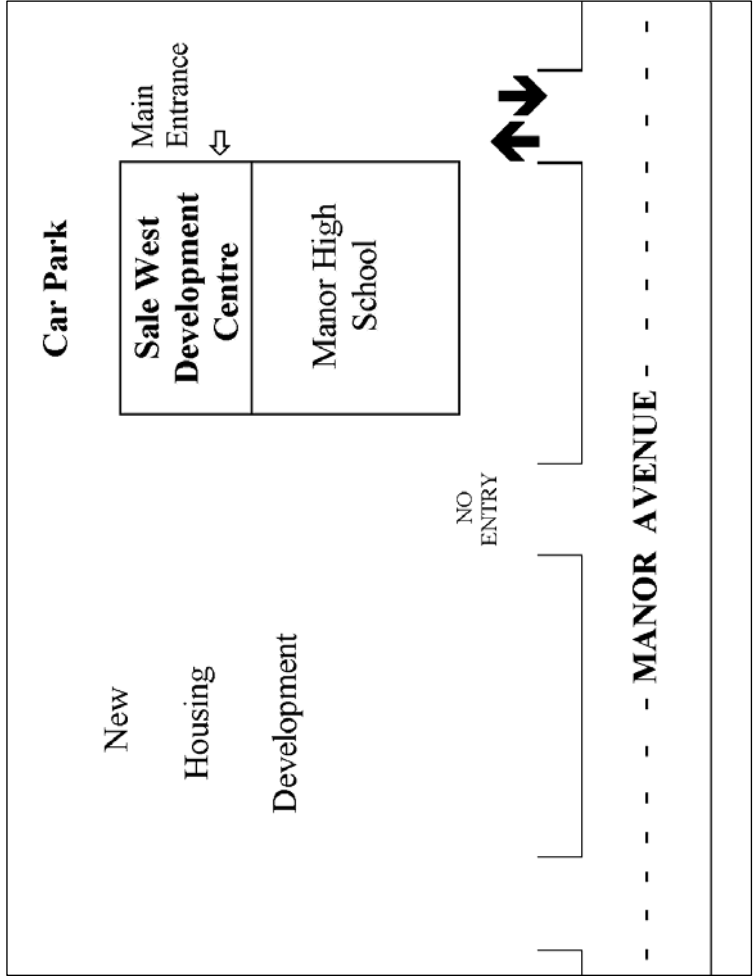 Car Park
Main
Entrance
Sale West
Development
Centre
Manor High
School
NO
ENTRY
New
Housing
Development
MANOR AVENUE